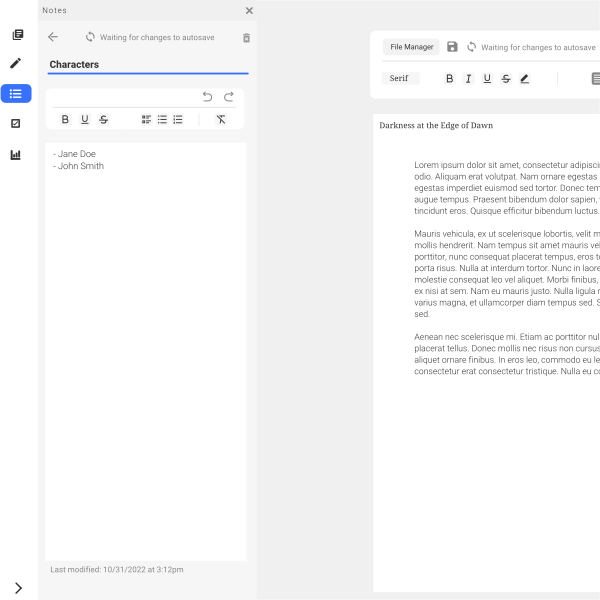 Notes
Waiting for changes to autosave
Characters
B U S
- Jane Doe
- John Smith
Last modified: 10/31/2022 at 3:12pm
File Manager
Waiting for changes to autosave
Serif
B I U S
Darkness at the Edge of Dawn
Lorem ipsum dolor sit amet, consectetur adipisci
odio. Aliquam erat volutpat. Nam ornare egestas
egestas imperdiet euismod sed tortor. Donec tem
augue tempus. Praesent bibendum dolor sapien,
tincidunt eros. Quisque efficitur bibendum luctus.
Mauris vehicula, ex ut scelerisque lobortis, velit m
mollis hendrerit. Nam tempus sit amet mauris ve
porttitor, nunc consequat placerat tempus, eros t
porta risus. Nulla at interdum tortor. Nunc in laore
molestie consequat leo vel aliquet. Morbi finibus,
ex nisi at sem. Nam eu mauris justo. Nulla ligula
varius magna, et ullamcorper diam tempus sed. S
sed.
Aenean nec scelerisque mi. Etiam ac porttitor nul
placerat tellus. Donec mollis nec risus non cursus
aliquet ornare finibus. In eros leo, commodo eu le
consectetur erat consectetur tristique. Nulla eu co